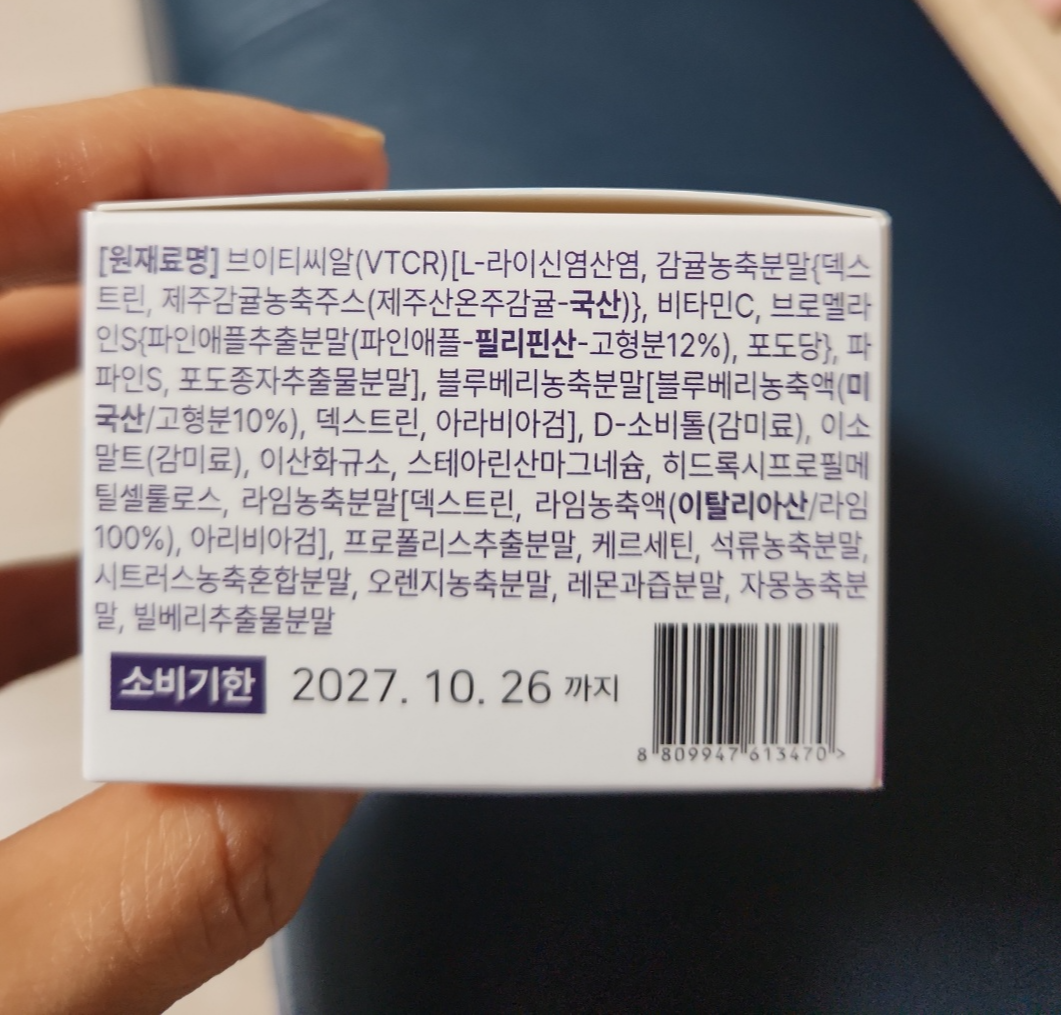 [원재료명] 브이티씨알(VTCR)[L-라이신염산염, 감귤농축분말{덱스
트린, 제주감귤농축주스(제주산온주감귤-국산)}, 비타민C, 브로멜라
인S{파인애플추출분말(파인애플-필리핀산-고형분12%), 포도당}, 파
파인S, 포도종자추출물분말], 블루베리농축분말[블루베리농축액(미
국산/고형분10%), 덱스트린, 아라비아검], D-소비톨(감미료), 이소
말트(감미료), 이산화규소, 스테아린산마그네슘, 히드록시프로필메
틸셀룰로스, 라임농축분말[덱스트린, 라임농축액(이탈리아산/라임
100%), 아리비아검], 프로폴리스추출분말, 케르세틴, 석류농축분말,
시트러스농축혼합분말, 오렌지농축분말, 레몬과즙분말, 자몽농축분
말, 빌베리추출물분말
소비기한 2027. 10. 26 까지
8 809947 613470 >